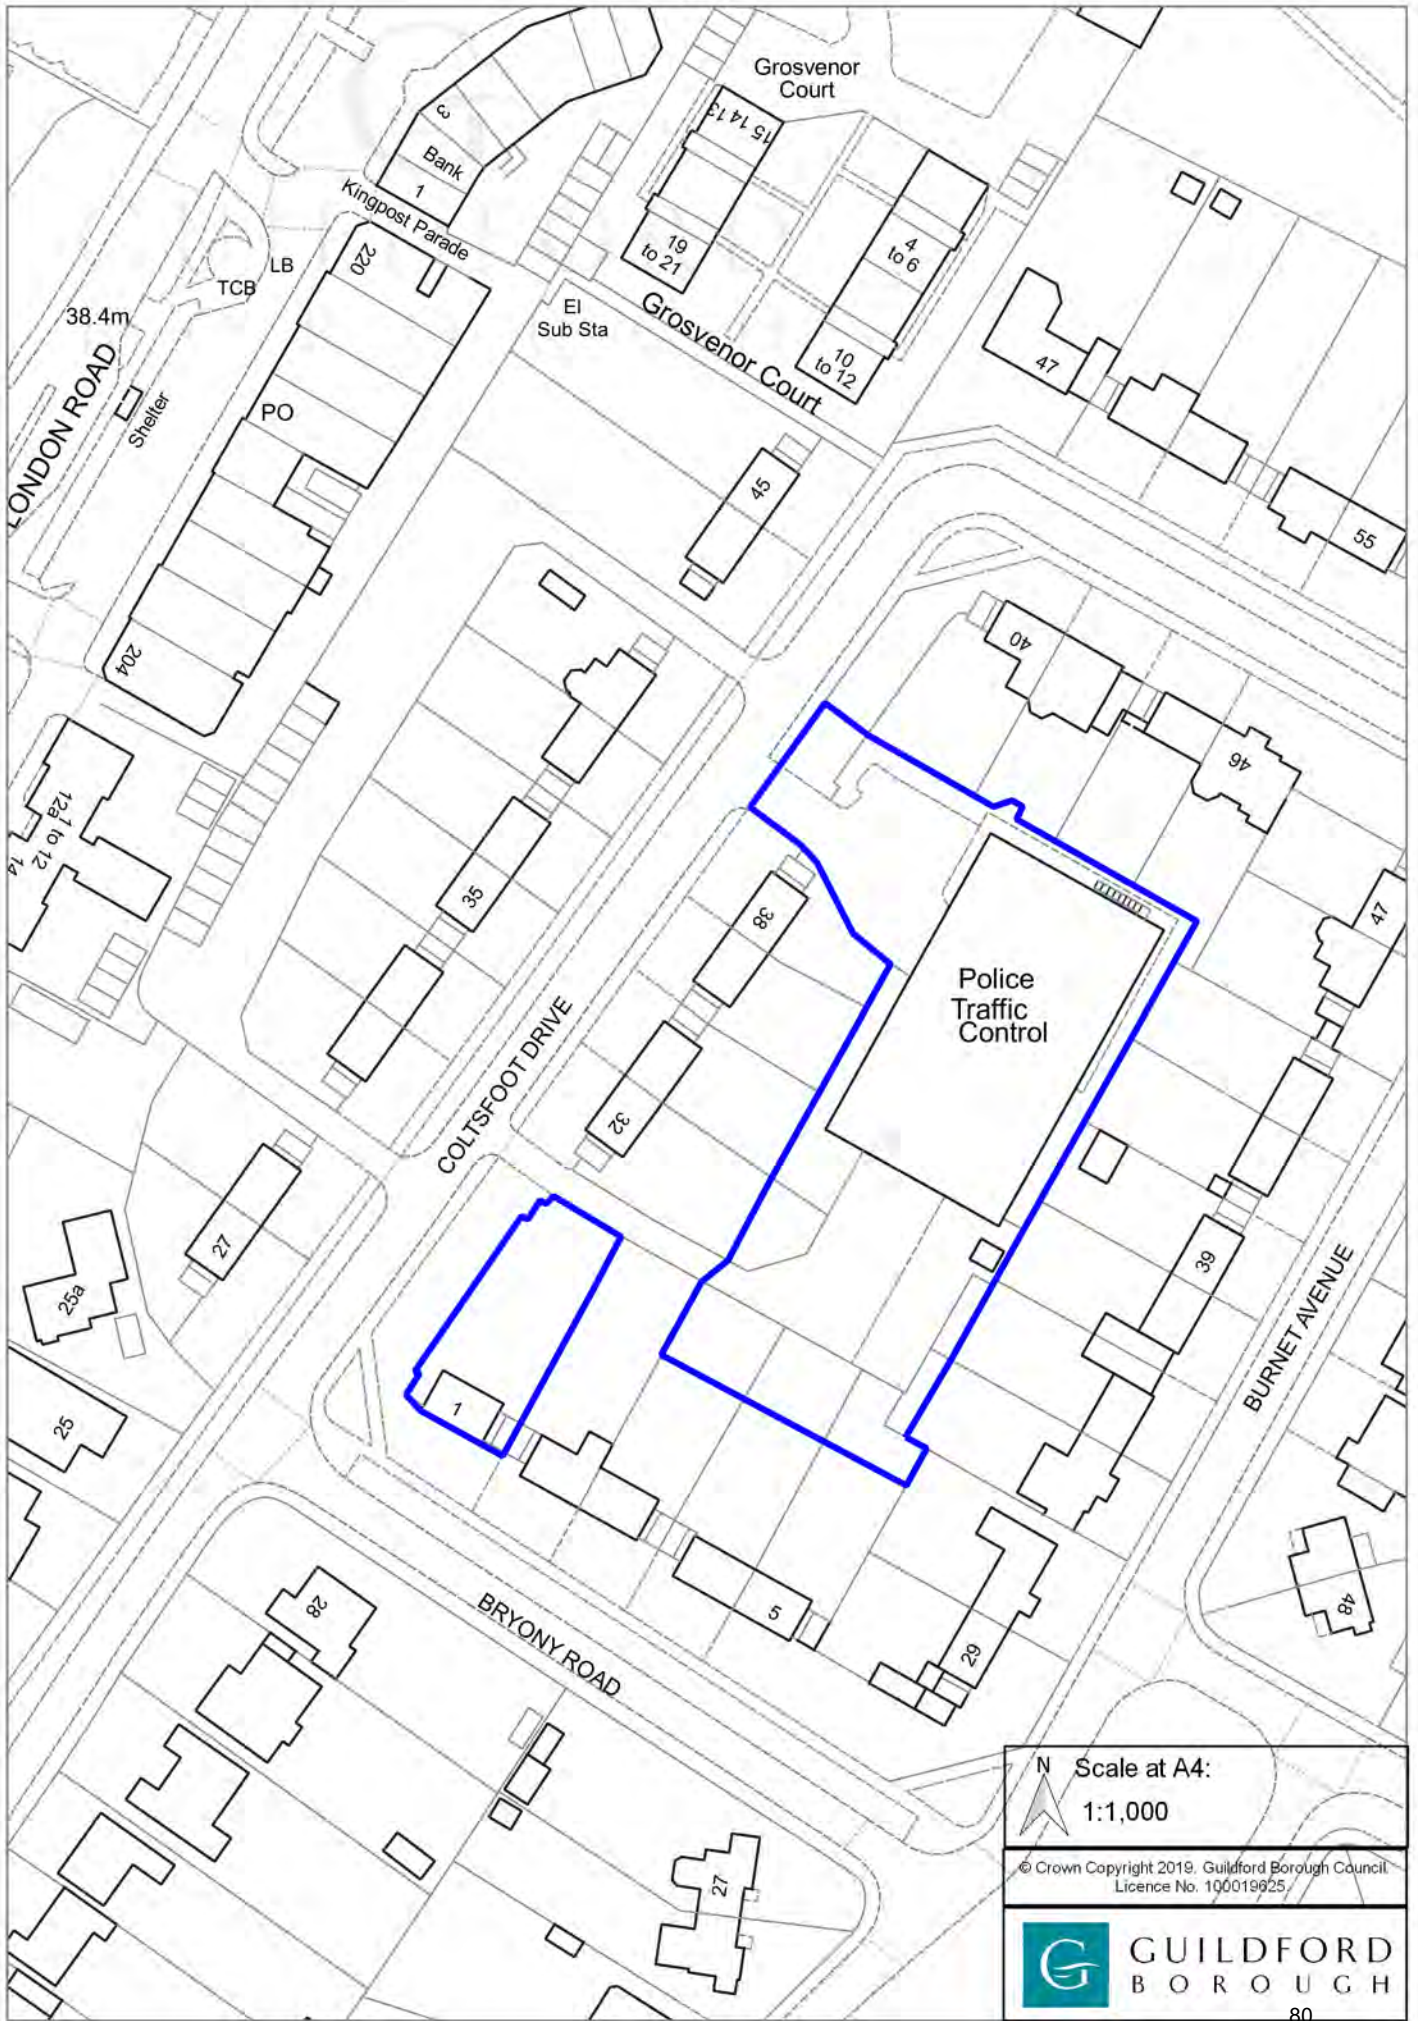 Grosvenor
Court
15 14 13
3
Bank
1
Kingpost Parade
19
to 21
4
to 6
220
LB
TCB
38.4m
El
Sub Sta
Grosvenor Court
10
to 12
47
LONDON ROAD
Shelter
PO
45
55
204
40
46
12a
1 to 12
14
35
38
47
Police
Traffic
Control
COLTSFOOT DRIVE
32
27
25a
39
BURNET AVENUE
1
25
5
28
BRYONY ROAD
29
48
27
N
Scale at A4:
1:1,000
© Crown Copyright 2019. Guildford Borough Council.
Licence No. 100019625.
G
GUILDFORD
BOROUGH
80